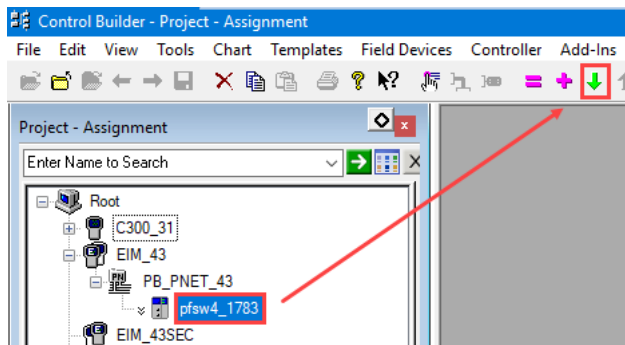 Control Builder - Project - Assignment
File Edit View Tools Chart Templates Field Devices Controller Add-Ins
Project - Assignment
Enter Name to Search
Root
C300_31
EIM_43
PB_PNET_43
pfsw4_1783
EIM_43SEC